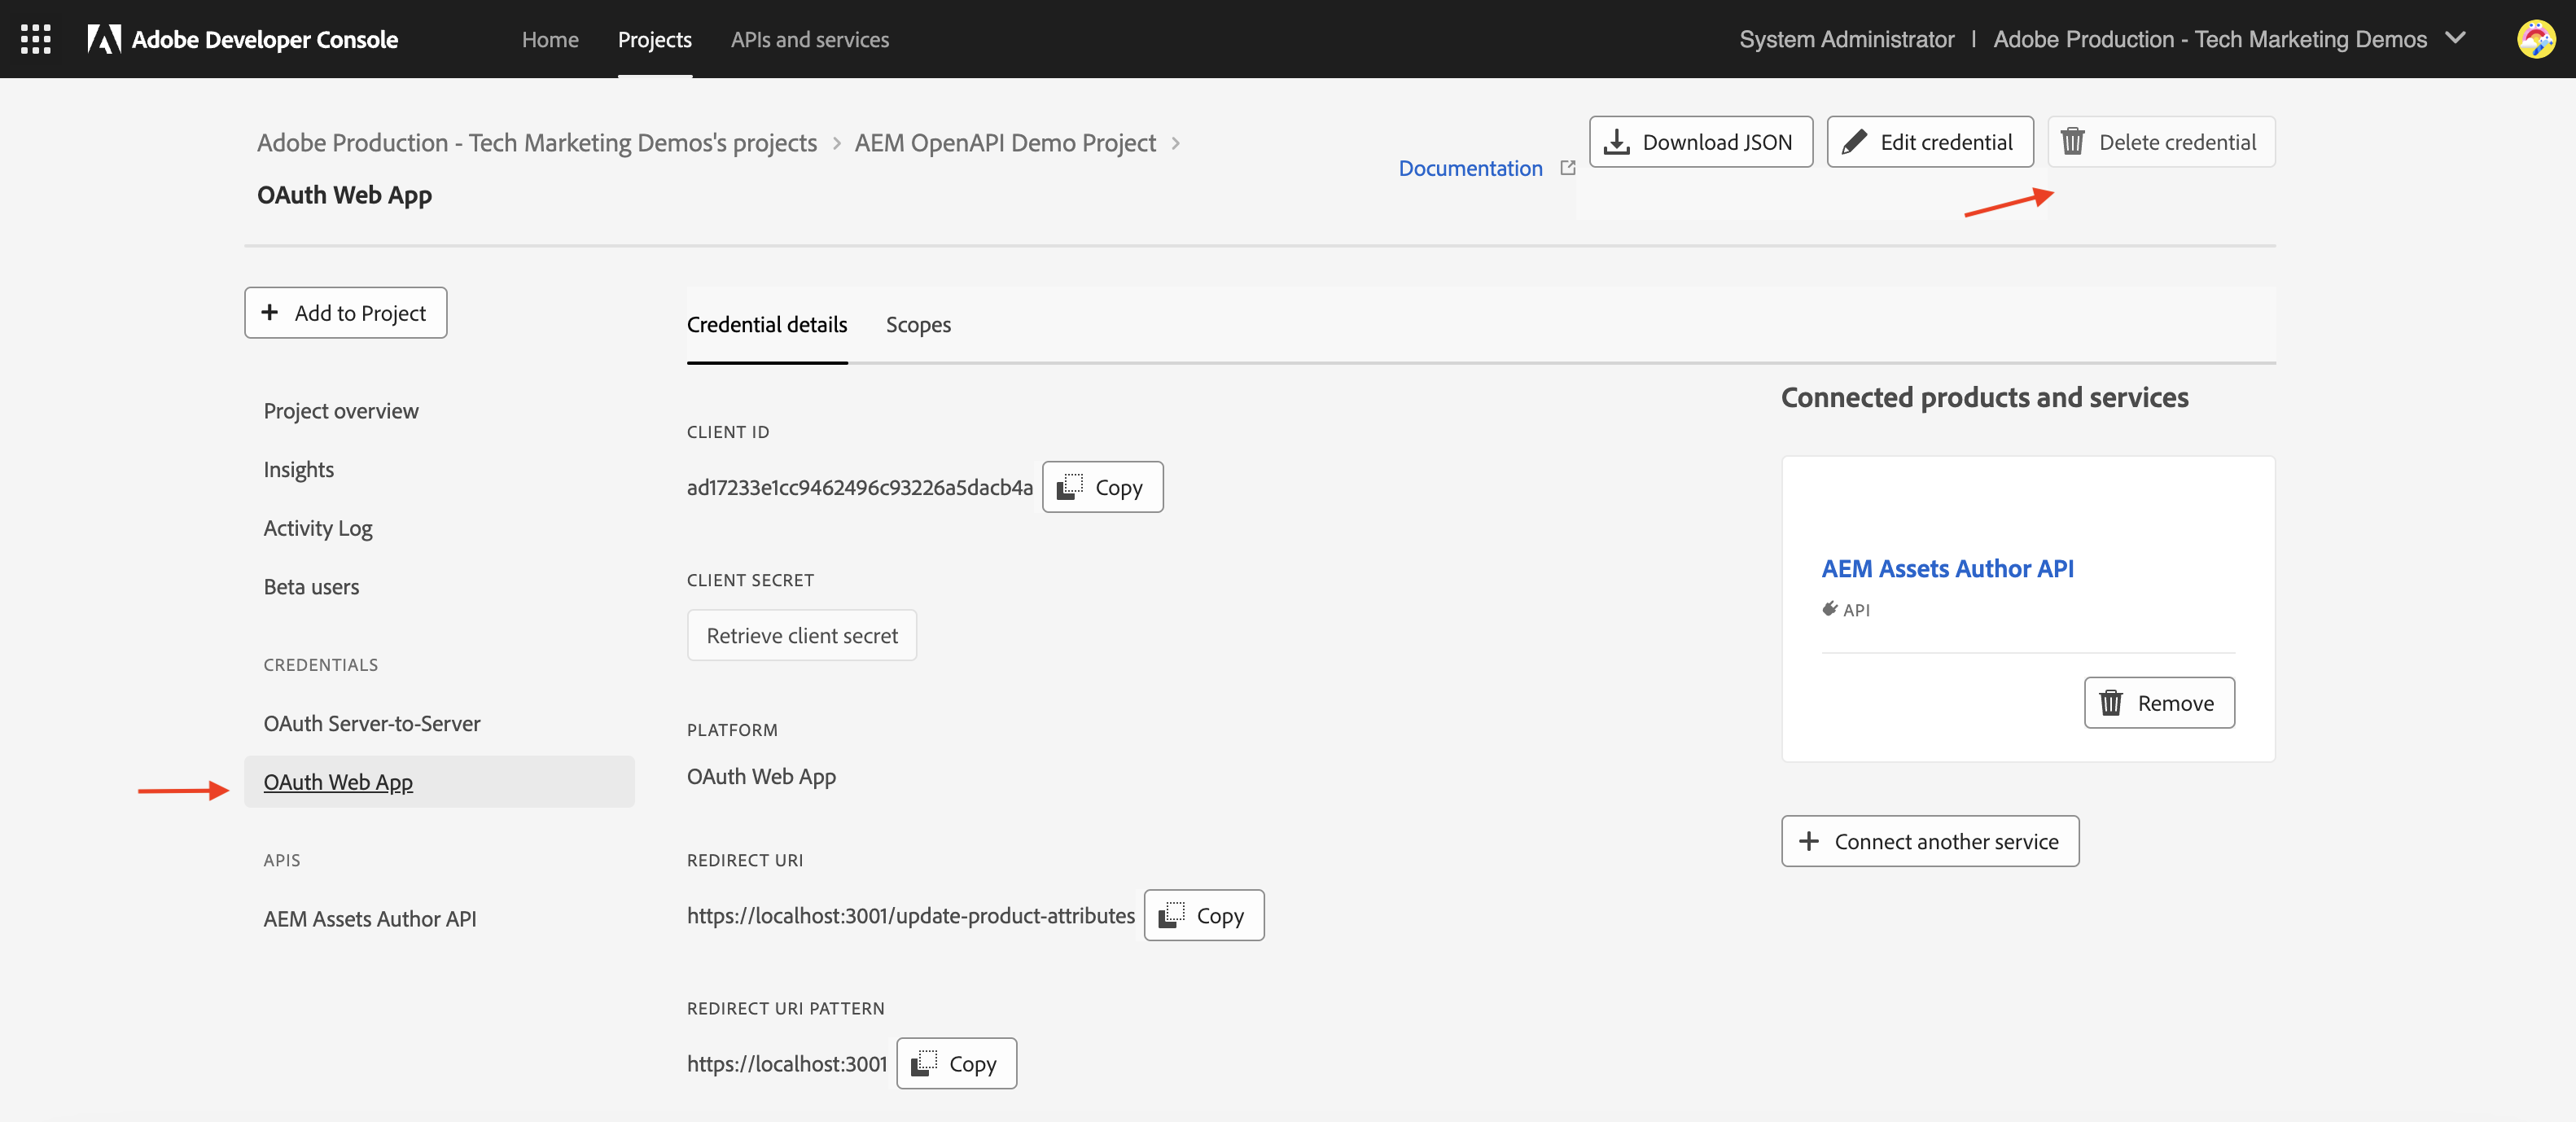 Adobe Developer Console
Home
Projects
APIs and services
System Administrator | Adobe Production - Tech Marketing Demos
Adobe Production - Tech Marketing Demos's projects > AEM OpenAPI Demo Project >
OAuth Web App
Documentation
Download JSON
Edit credential
Delete credential
Add to Project
Project overview
Insights
Activity Log
Beta users
CREDENTIALS
OAuth Server-to-Server
OAuth Web App
APIS
AEM Assets Author API
Credential details
Scopes
CLIENT ID
ad17233e1cc9462496c93226a5dacb4a
Copy
CLIENT SECRET
Retrieve client secret
PLATFORM
OAuth Web App
REDIRECT URI
https://localhost:3001/update-product-attributes
Copy
REDIRECT URI PATTERN
https://localhost:3001
Copy
Connected products and services
AEM Assets Author API
API
Remove
Connect another service